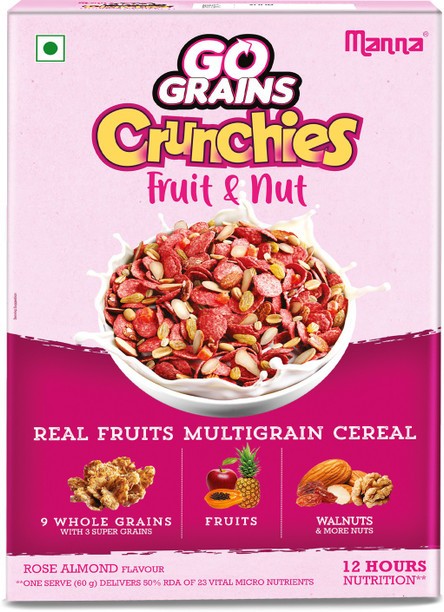 Manna®
GO
GRAINS
Crunchies
Fruit & Nut
REAL FRUITS MULTIGRAIN CEREAL
9 WHOLE GRAINS
WITH 3 SUPER GRAINS
FRUITS
WALNUTS
& MORE NUTS
ROSE ALMOND FLAVOUR
**ONE SERVE (60 g) DELIVERS 50% RDA OF 23 VITAL MICRO NUTRIENTS
12 HOURS
NUTRITION**